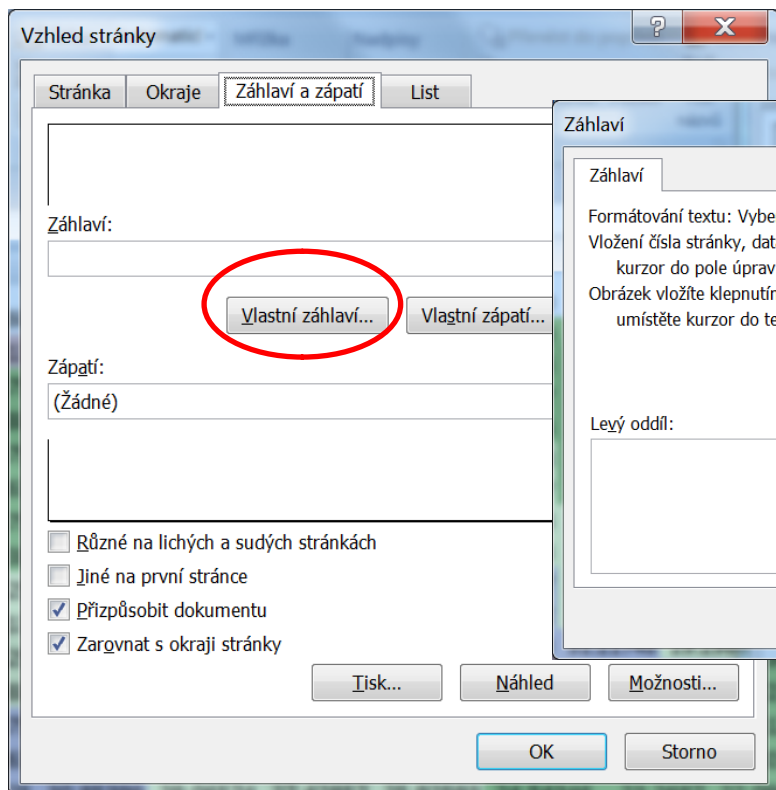 Vzhled stránky
Stránka Okraje Záhlaví a zápatí List
Záhlaví:
Vlastní záhlaví... Vlastní zápatí...
Zápatí:
(Žádné)
Různé na lichých a sudých stránkách
Jiné na první stránce
Přizpůsobit dokumentu
Zarovnat s okraji stránky
Tisk... Náhled Možnosti...
OK Storno
Záhlaví
Záhlaví
Formátování textu: Vybe
Vložení čísla stránky, dat
kurzor do pole úprav
Obrázek vložíte klepnutí
umístěte kurzor do te
Levý oddíl: